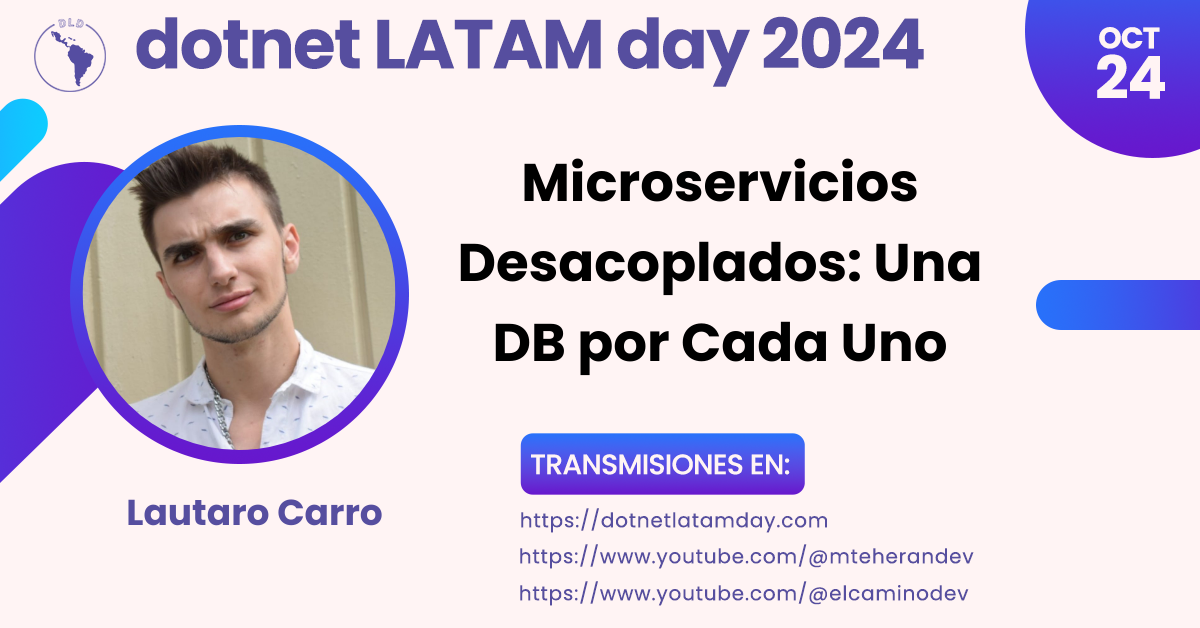 DLD
dotnet LATAM day 2024
OCT
24
Microservicios
Desacoplados: Una
DB por Cada Uno
Lautaro Carro
TRANSMISIONES EN:
https://dotnetlatamday.com
https://www.youtube.com/@mteherandev
https://www.youtube.com/@elcaminodev